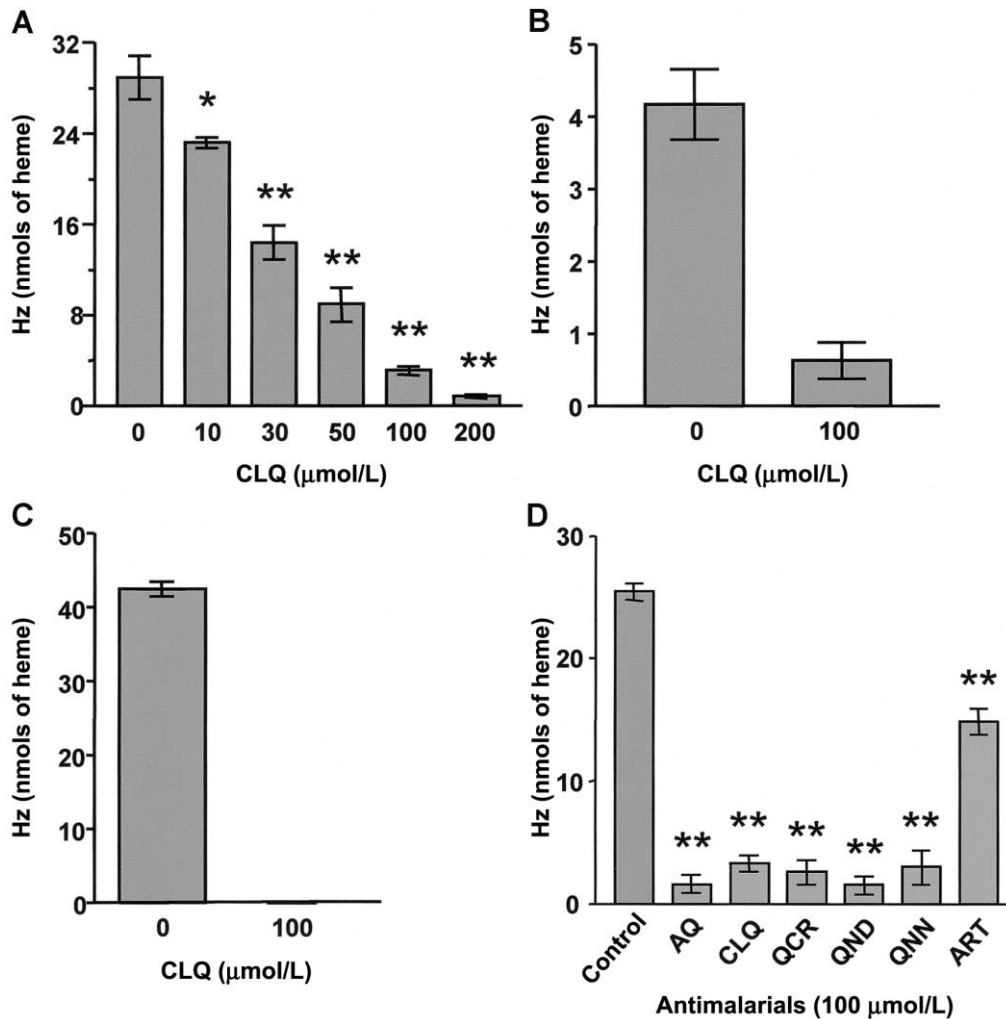 A
Hz (nmols of heme)
32
24
16
8
0
*
**
**
**
**
0 10 30 50 100 200
CLQ (µmol/L)
B
Hz (nmols of heme)
5
4
3
2
1
0
0 100
CLQ (µmol/L)
C
Hz (nmols of heme)
50
40
30
20
10
0
0 100
CLQ (µmol/L)
D
Hz (nmols of heme)
30
20
10
0
**
**
**
**
**
**
Control AQ CLQ QCR QND QNN ART
Antimalarials (100 µmol/L)